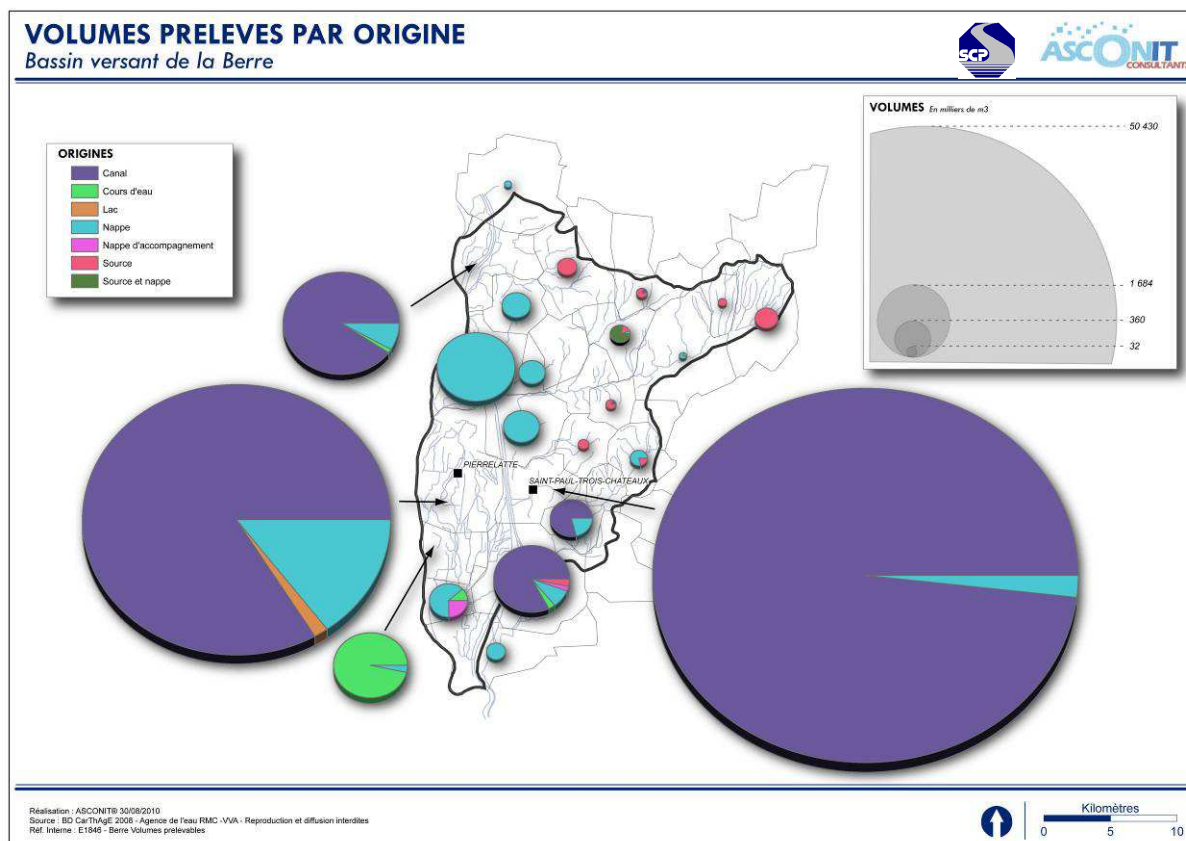 VOLUMES PRELEVES PAR ORIGINE
Bassin versant de la Berre
SCP
ASCONIT
CONSULTANTS
VOLUMES En milliers de m3
50 430
1 684
360
32
ORIGINES
Canal
Cours d'eau
Lac
Nappe
Nappe d'accompagnement
Source
Source et nappe
PIERRELATTE
SAINT-PAUL-TROIS-CHATEAUX
Réalisation : ASCONIT® 30/08/2010
Source : BD CarThAgE 2008 - Agence de l'eau RMC -VVA - Reproduction et diffusion interdites
Réf. Interne : E1846 - Berre Volumes prelevables
Kilomètres
0 5 10